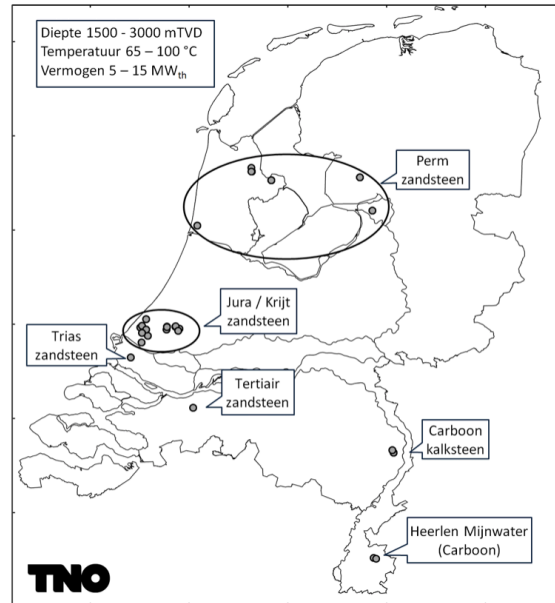 Diepte 1500 - 3000 mTVD
Temperatuur 65 – 100 °C
Vermogen 5 – 15 MWth
Perm
zandsteen
Jura / Krijt
zandsteen
Trias
zandsteen
Tertiair
zandsteen
Carboon
kalksteen
Heerlen Mijnwater
(Carboon)
TNO